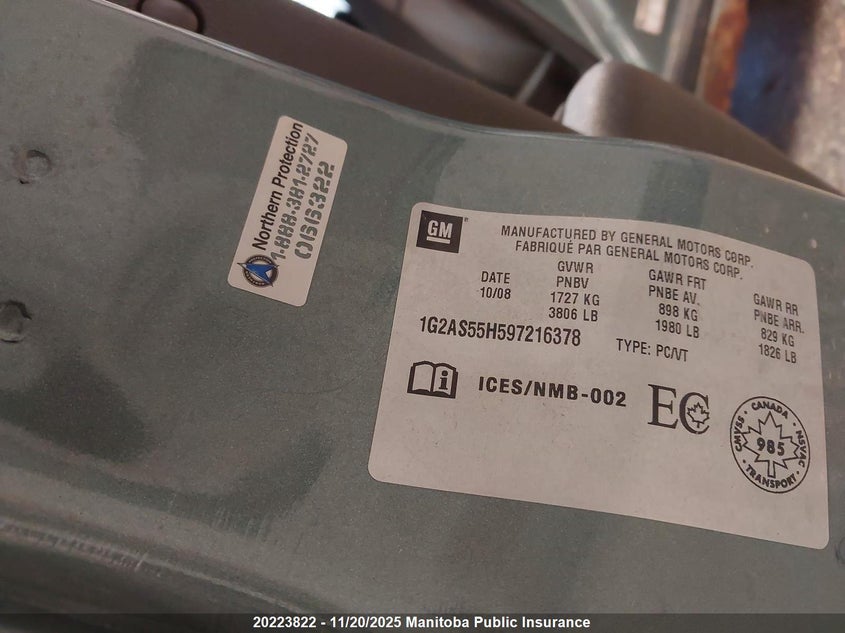 Northern Protection
1-888-381-2727
0166322
GM
MANUFACTURED BY GENERAL MOTORS CORP.
FABRIQUÉ PAR GENERAL MOTORS CORP.
DATE
10/08
GVWR
PNBV
1727 KG
3806 LB
GAWR FRT
PNBE AV.
898 KG
1980 LB
GAWR RR
PNBE ARR.
829 KG
1826 LB
1G2AS55H597216378
TYPE: PC/VT
i ICES/NMB-002
EC
CANADA
CMVSS · NSVAC
985
TRANSPORT
20223822 - 11/20/2025 Manitoba Public Insurance